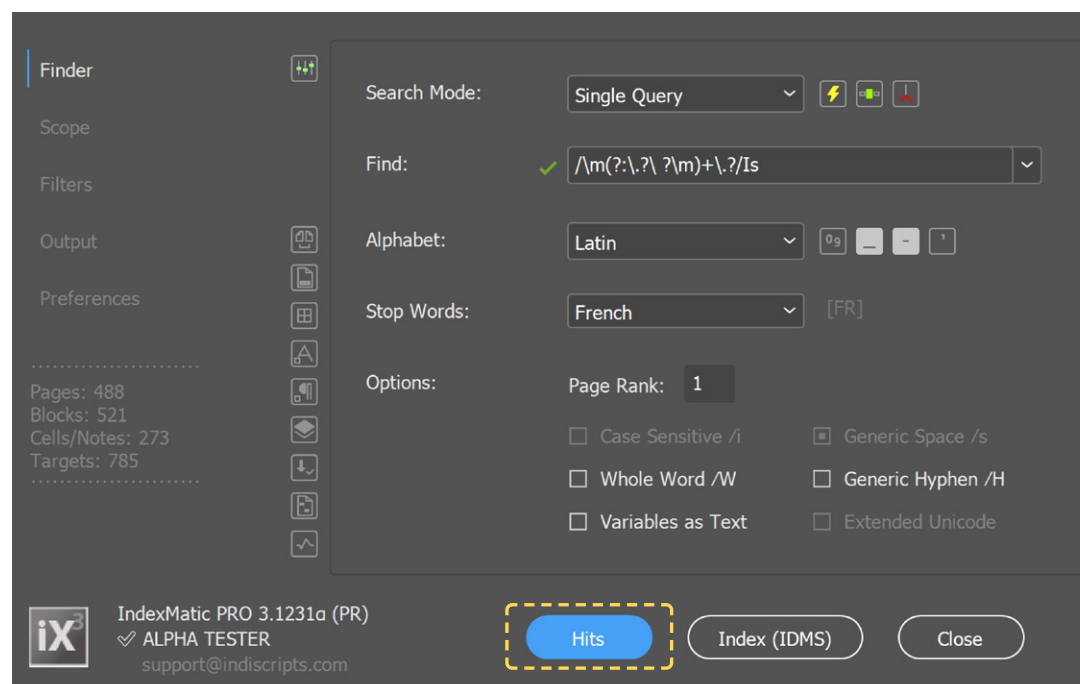 Finder
Scope
Filters
Output
Preferences
Pages: 488
Blocks: 521
Cells/Notes: 273
Targets: 785
Search Mode: Single Query
Find: /\m(?:\.?\ ?\m)+\.?/Is
Alphabet: Latin 09 _ - '
Stop Words: French [FR]
Options: Page Rank: 1
Case Sensitive /i Generic Space /s
Whole Word /W Generic Hyphen /H
Variables as Text Extended Unicode
iX3
IndexMatic PRO 3.1231a (PR)
ALPHA TESTER
support@indiscripts.com
Hits Index (IDMS) Close